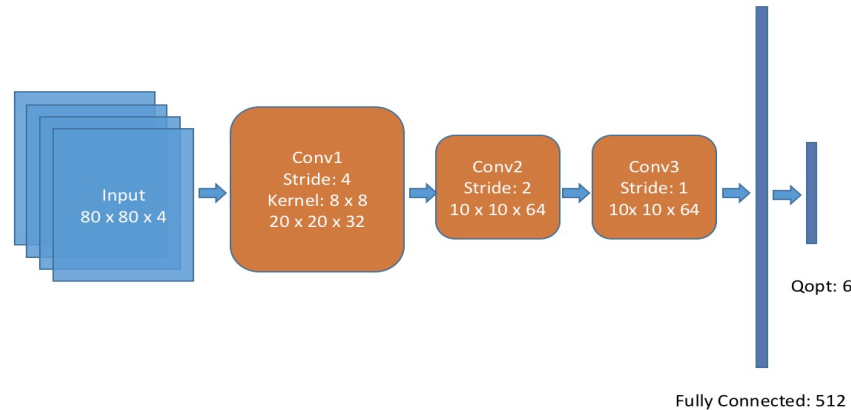 Input
80 x 80 x 4
Conv1
Stride: 4
Kernel: 8 x 8
20 x 20 x 32
Conv2
Stride: 2
10 x 10 x 64
Conv3
Stride: 1
10x 10 x 64
Qopt: 6
Fully Connected: 512